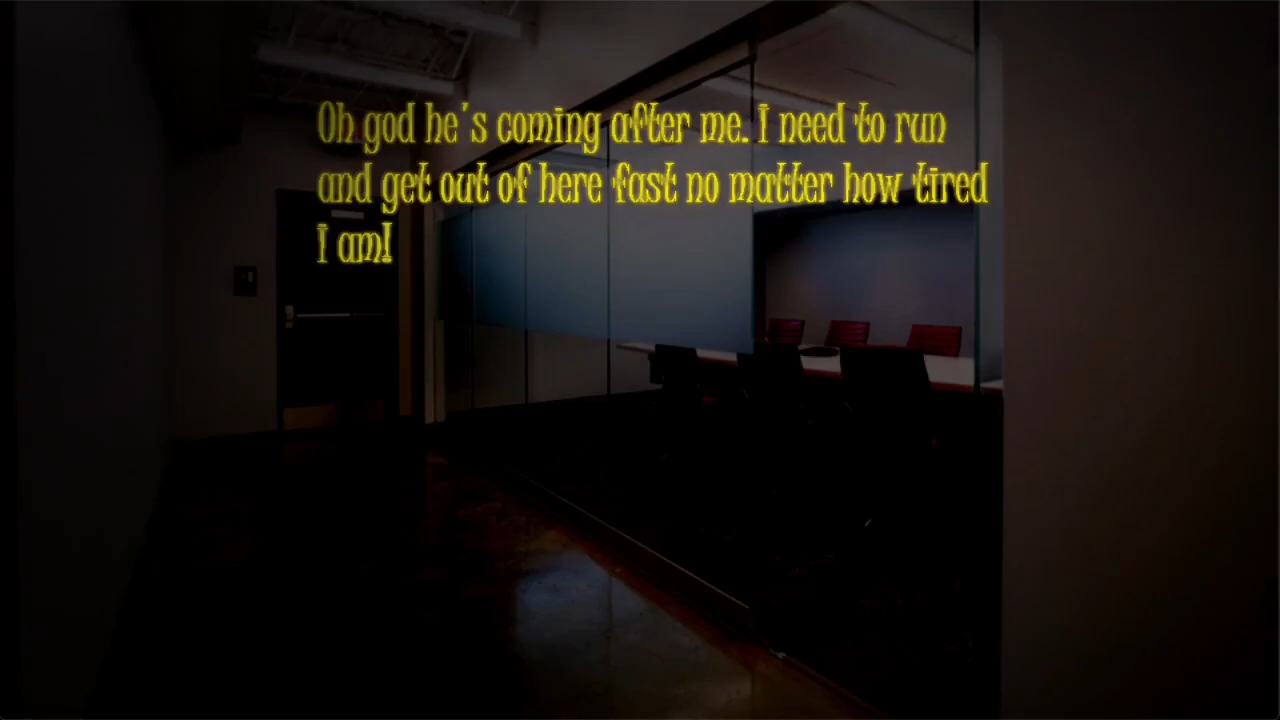 Oh god he's coming after me. I need to run
and get out of here fast no matter how tired
I am!